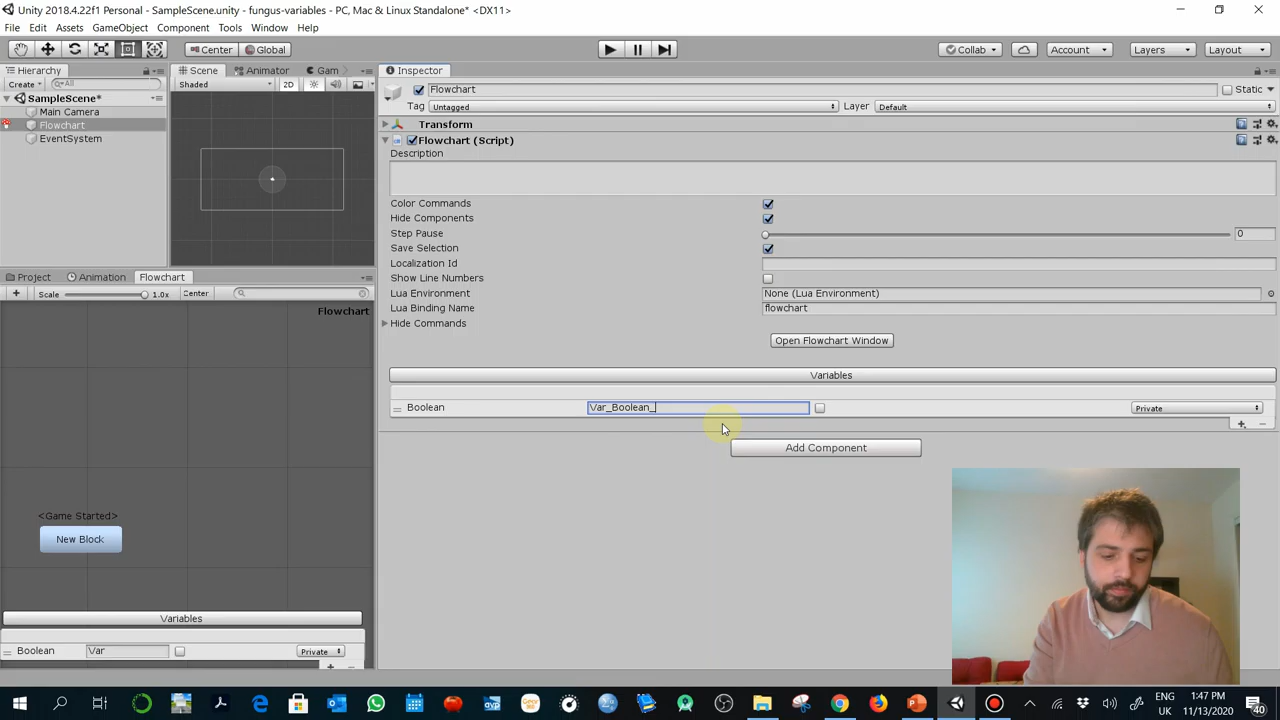 Unity 2018.4.22f1 Personal - SampleScene.unity - fungus-variables - PC, Mac & Linux Standalone* <DX11>
File Edit Assets GameObject Component Tools Window Help
Center Global Collab Account Layers Layout
Hierarchy
Create All
SampleScene*
Main Camera
Flowchart
EventSystem
Scene Animator Gam
Shaded 2D
Inspector
Flowchart Static
Tag Untagged Layer Default
Transform
Flowchart (Script)
Description
Color Commands
Hide Components
Step Pause 0
Save Selection
Localization Id
Show Line Numbers
Lua Environment None (Lua Environment)
Lua Binding Name flowchart
Hide Commands
Open Flowchart Window
Variables
Boolean Var_Boolean_ Private
Add Component
Project Animation Flowchart
Scale 1.0x Center
Flowchart
<Game Started>
New Block
Variables
Boolean Var Private
ENG
UK
1:47 PM
11/13/2020
40